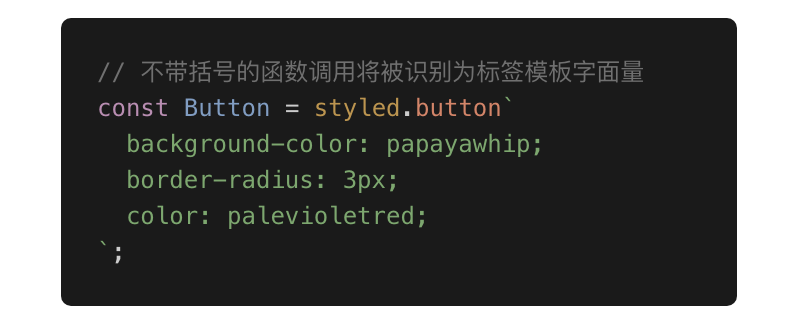 // 不带括号的函数调用将被识别为标签模板字面量
const Button = styled.button`
  background-color: papayawhip;
  border-radius: 3px;
  color: palevioletred;
`;